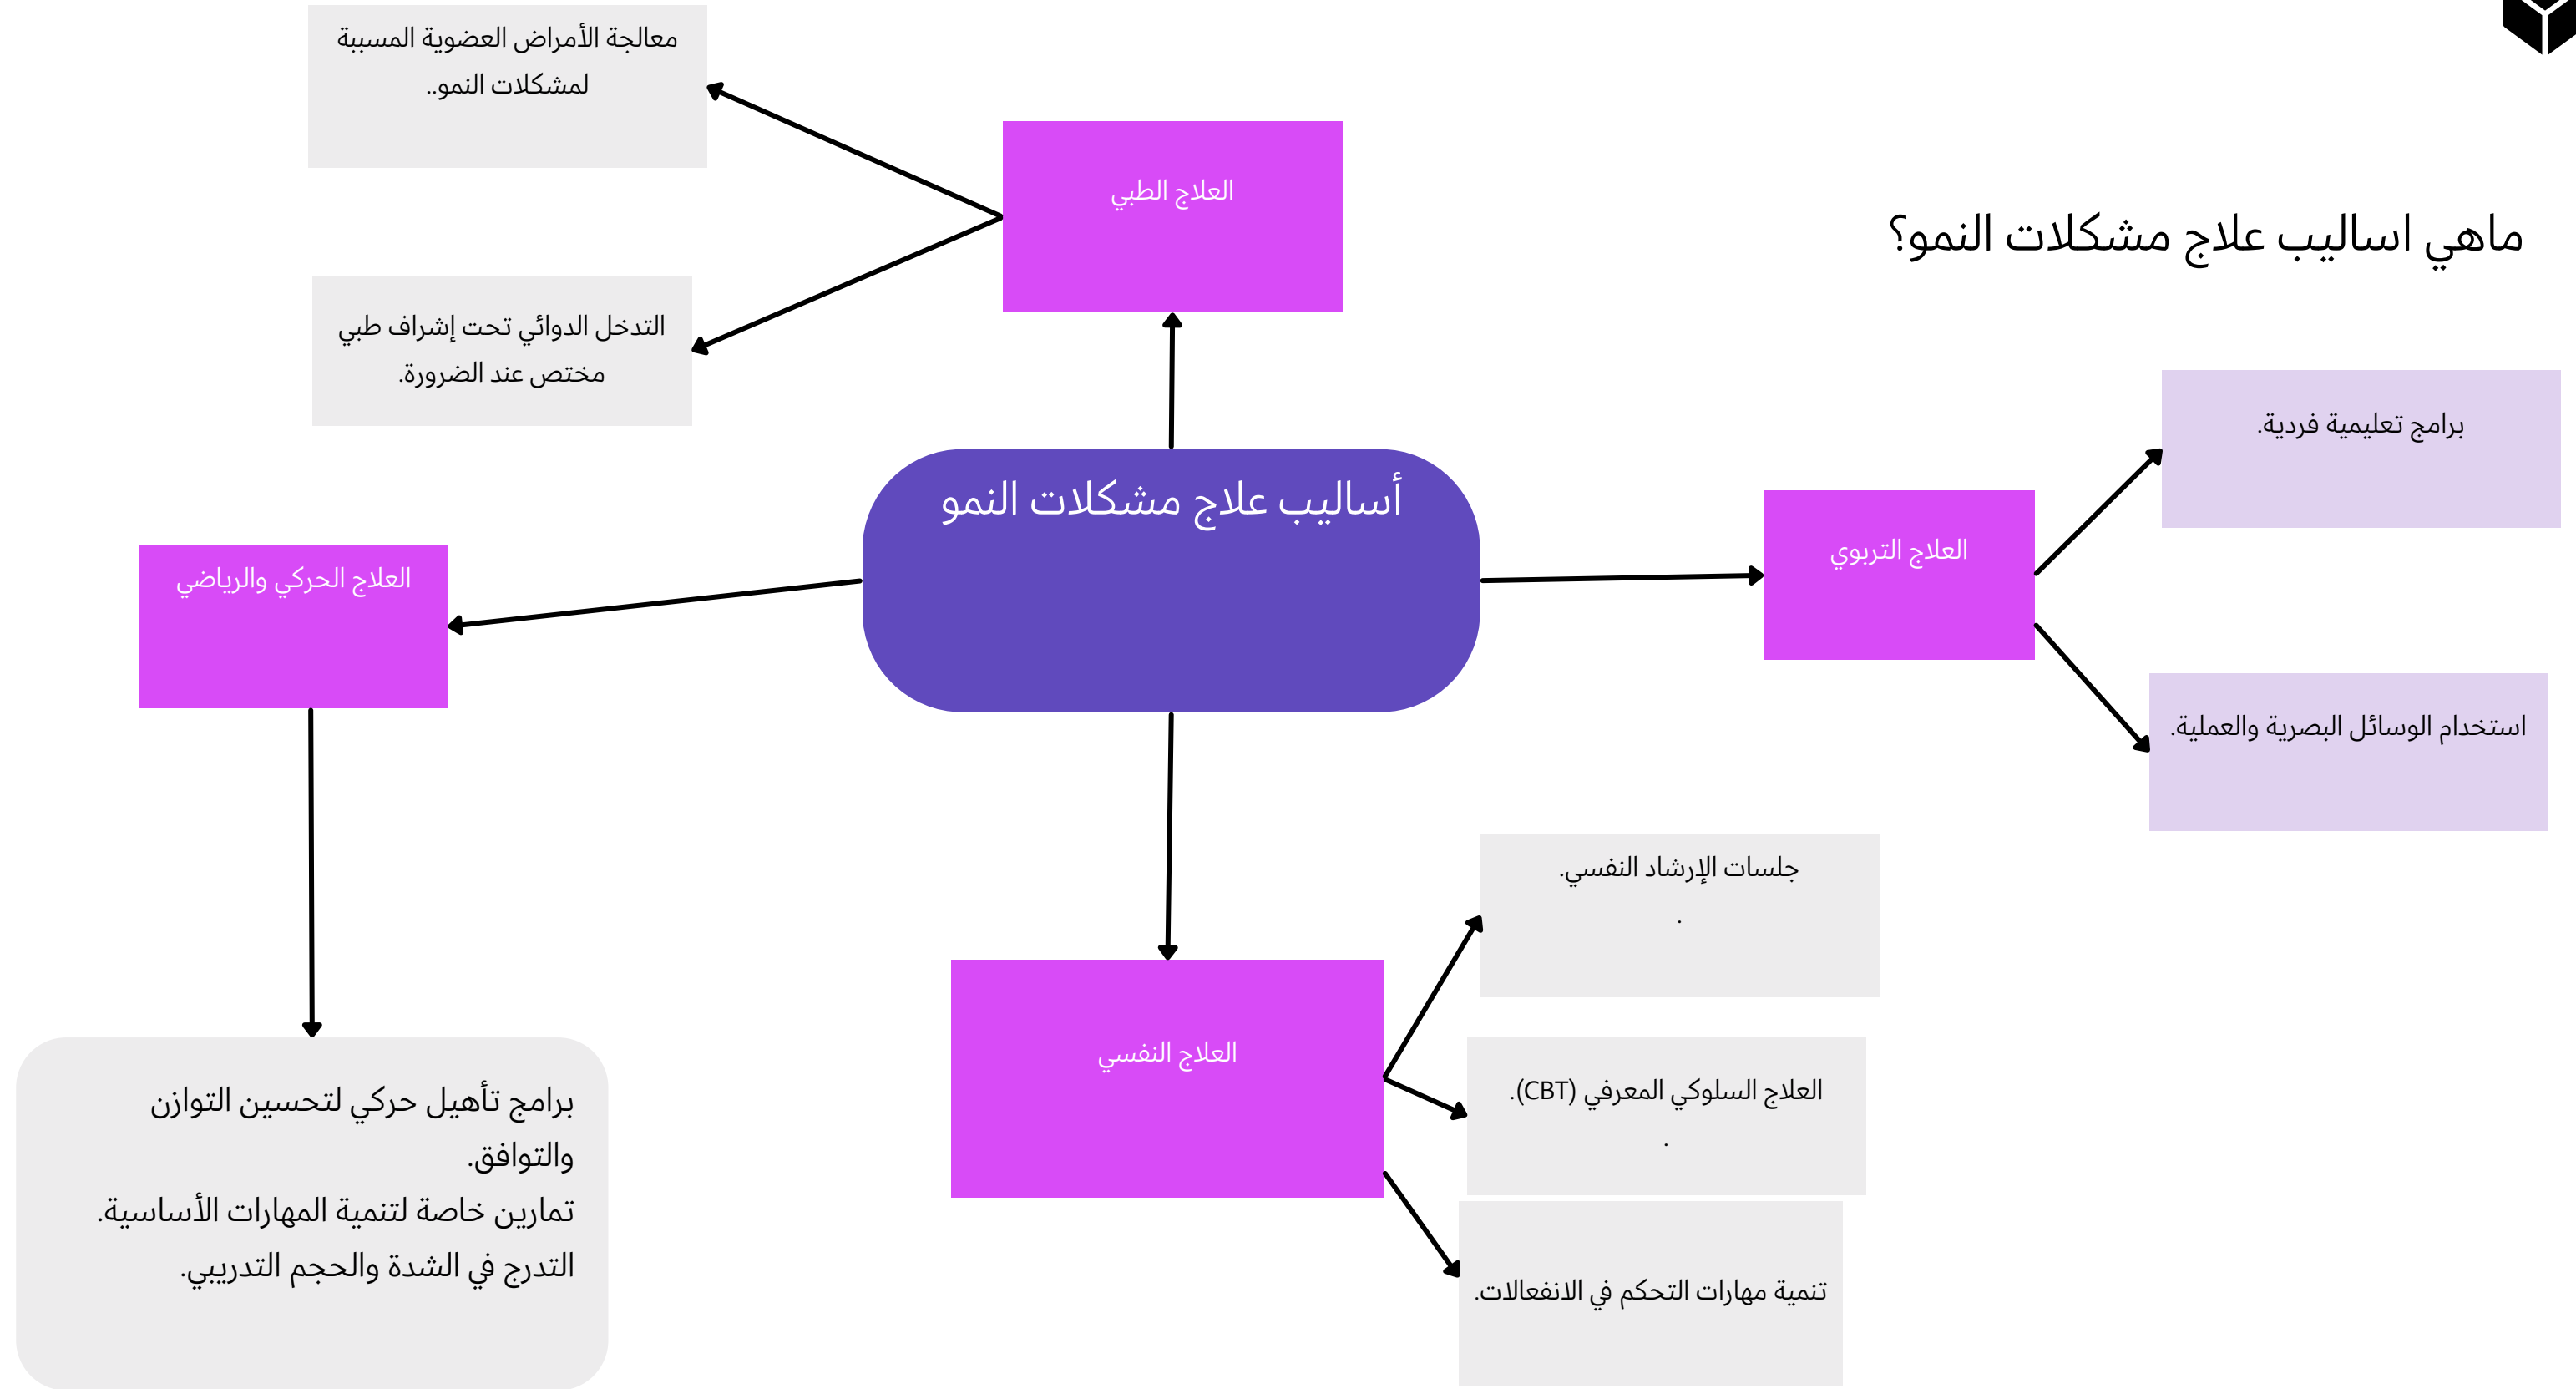 ماهي اساليب علاج مشكلات النمو؟
أساليب علاج مشكلات النمو
العلاج الطبي
معالجة الأمراض العضوية المسببة
لمشكلات النمو..
التدخل الدوائي تحت إشراف طبي
مختص عند الضرورة.
العلاج التربوي
برامج تعليمية فردية.
استخدام الوسائل البصرية والعملية.
العلاج النفسي
جلسات الإرشاد النفسي.
.
العلاج السلوكي المعرفي (CBT).
.
تنمية مهارات التحكم في الانفعالات.
العلاج الحركي والرياضي
برامج تأهيل حركي لتحسين التوازن
والتوافق.
تمارين خاصة لتنمية المهارات الأساسية.
التدرج في الشدة والحجم التدريبي.